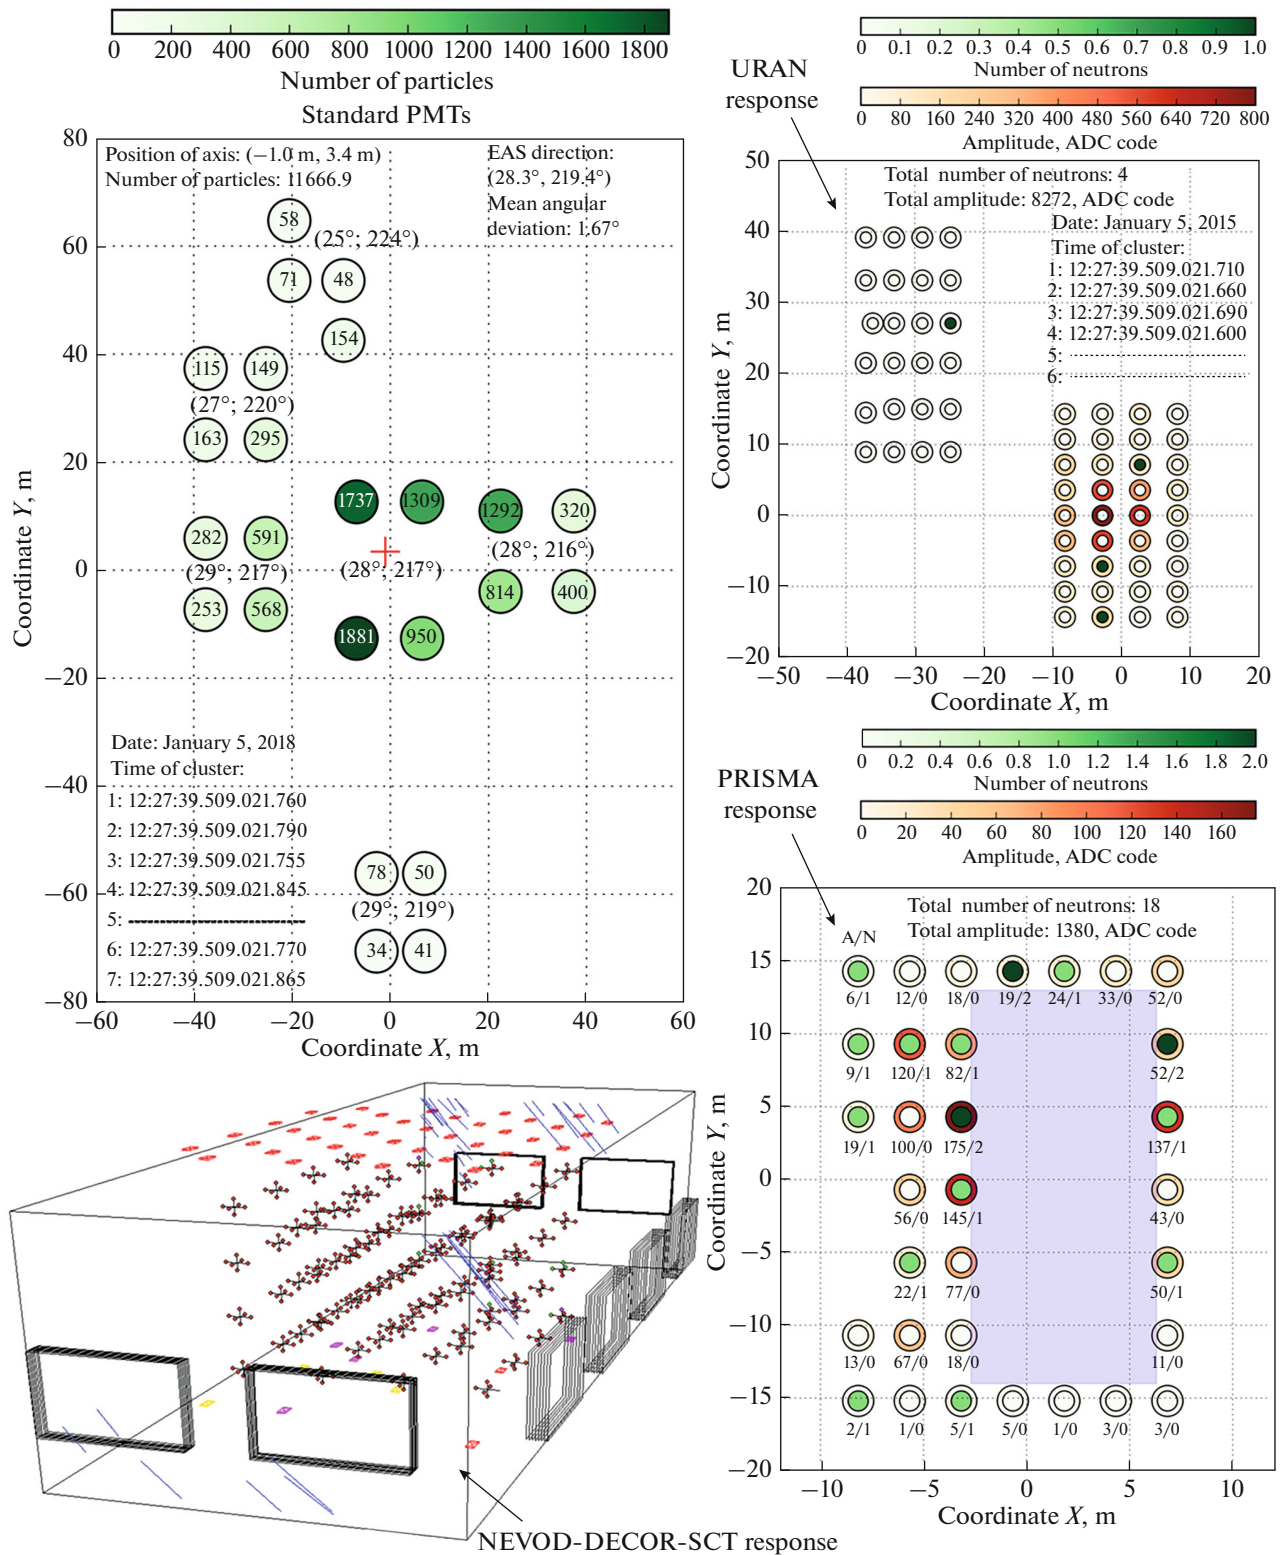 0 200 400 600 800 1000 1200 1400 1600 1800
Number of particles
Standard PMTs
Position of axis: (−1.0 m, 3.4 m)
Number of particles: 11666.9
EAS direction:
(28.3°, 219.4°)
Mean angular
deviation: 1.67°
58
(25°; 224°)
71 48
154
115 149
(27°; 220°)
163 295
1737 1309 1292 320
282 591
(28°; 216°)
(29°; 217°) (28°; 217°)
253 568
814 400
1881 950
Date: January 5, 2018
Time of cluster:
1: 12:27:39.509.021.760
2: 12:27:39.509.021.790
3: 12:27:39.509.021.755
4: 12:27:39.509.021.845
5:
6: 12:27:39.509.021.770
7: 12:27:39.509.021.865
78 50
(29°; 219°)
34 41
80
60
40
20
0
−20
−40
−60
−80
Coordinate Y, m
−60 −40 −20 0 20 40 60
Coordinate X, m
URAN
response
0 0.1 0.2 0.3 0.4 0.5 0.6 0.7 0.8 0.9 1.0
Number of neutrons
0 80 160 240 320 400 480 560 640 720 800
Amplitude, ADC code
Total number of neutrons: 4
Total amplitude: 8272, ADC code
Date: January 5, 2015
Time of cluster:
1: 12:27:39.509.021.710
2: 12:27:39.509.021.660
3: 12:27:39.509.021.690
4: 12:27:39.509.021.600
5:
6:
50
40
30
20
10
0
−10
−20
Coordinate Y, m
−50 −40 −30 −20 −10 0 10 20
Coordinate X, m
PRISMA
response
0 0.2 0.4 0.6 0.8 1.0 1.2 1.4 1.6 1.8 2.0
Number of neutrons
0 20 40 60 80 100 120 140 160
Amplitude, ADC code
Total number of neutrons: 18
Total amplitude: 1380, ADC code
A/N
6/1 12/0 18/0 19/2 24/1 33/0 52/0
9/1 120/1 82/1 52/2
19/1 100/0 175/2 137/1
56/0 145/1 43/0
22/1 77/0 50/1
13/0 67/0 18/0 11/0
2/1 1/0 5/1 5/0 1/0 3/0 3/0
20
15
10
5
0
−5
−10
−15
−20
Coordinate Y, m
−10 −5 0 5 10
Coordinate X, m
NEVOD-DECOR-SCT response